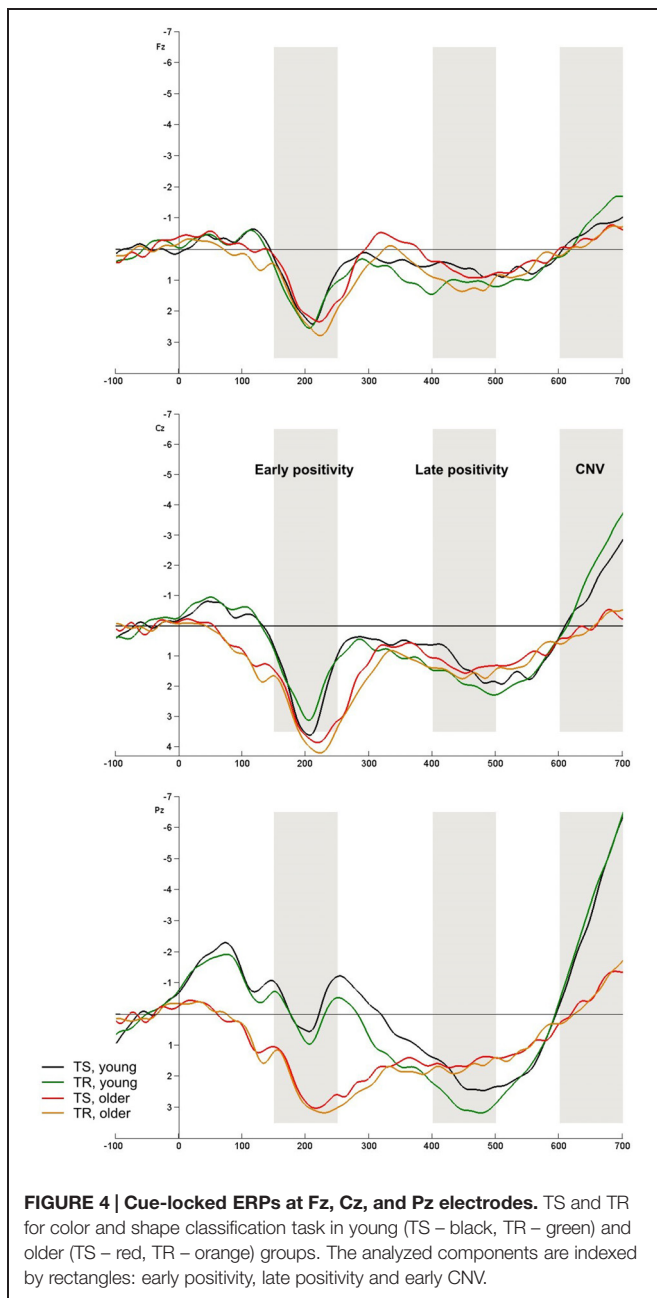 -7
Fz
-6
-5
-4
-3
-2
-1
1
2
3
-100 0 100 200 300 400 500 600 700
-7
Cz
-6
-5
-4
-3
-2
-1
1
2
3
4
Early positivity Late positivity CNV
-100 0 100 200 300 400 500 600 700
-7
Pz
-6
-5
-4
-3
-2
-1
1
2
3
TS, young
TR, young
TS, older
TR, older
-100 0 100 200 300 400 500 600 700
FIGURE 4 | Cue-locked ERPs at Fz, Cz, and Pz electrodes. TS and TR
for color and shape classification task in young (TS – black, TR – green) and
older (TS – red, TR – orange) groups. The analyzed components are indexed
by rectangles: early positivity, late positivity and early CNV.